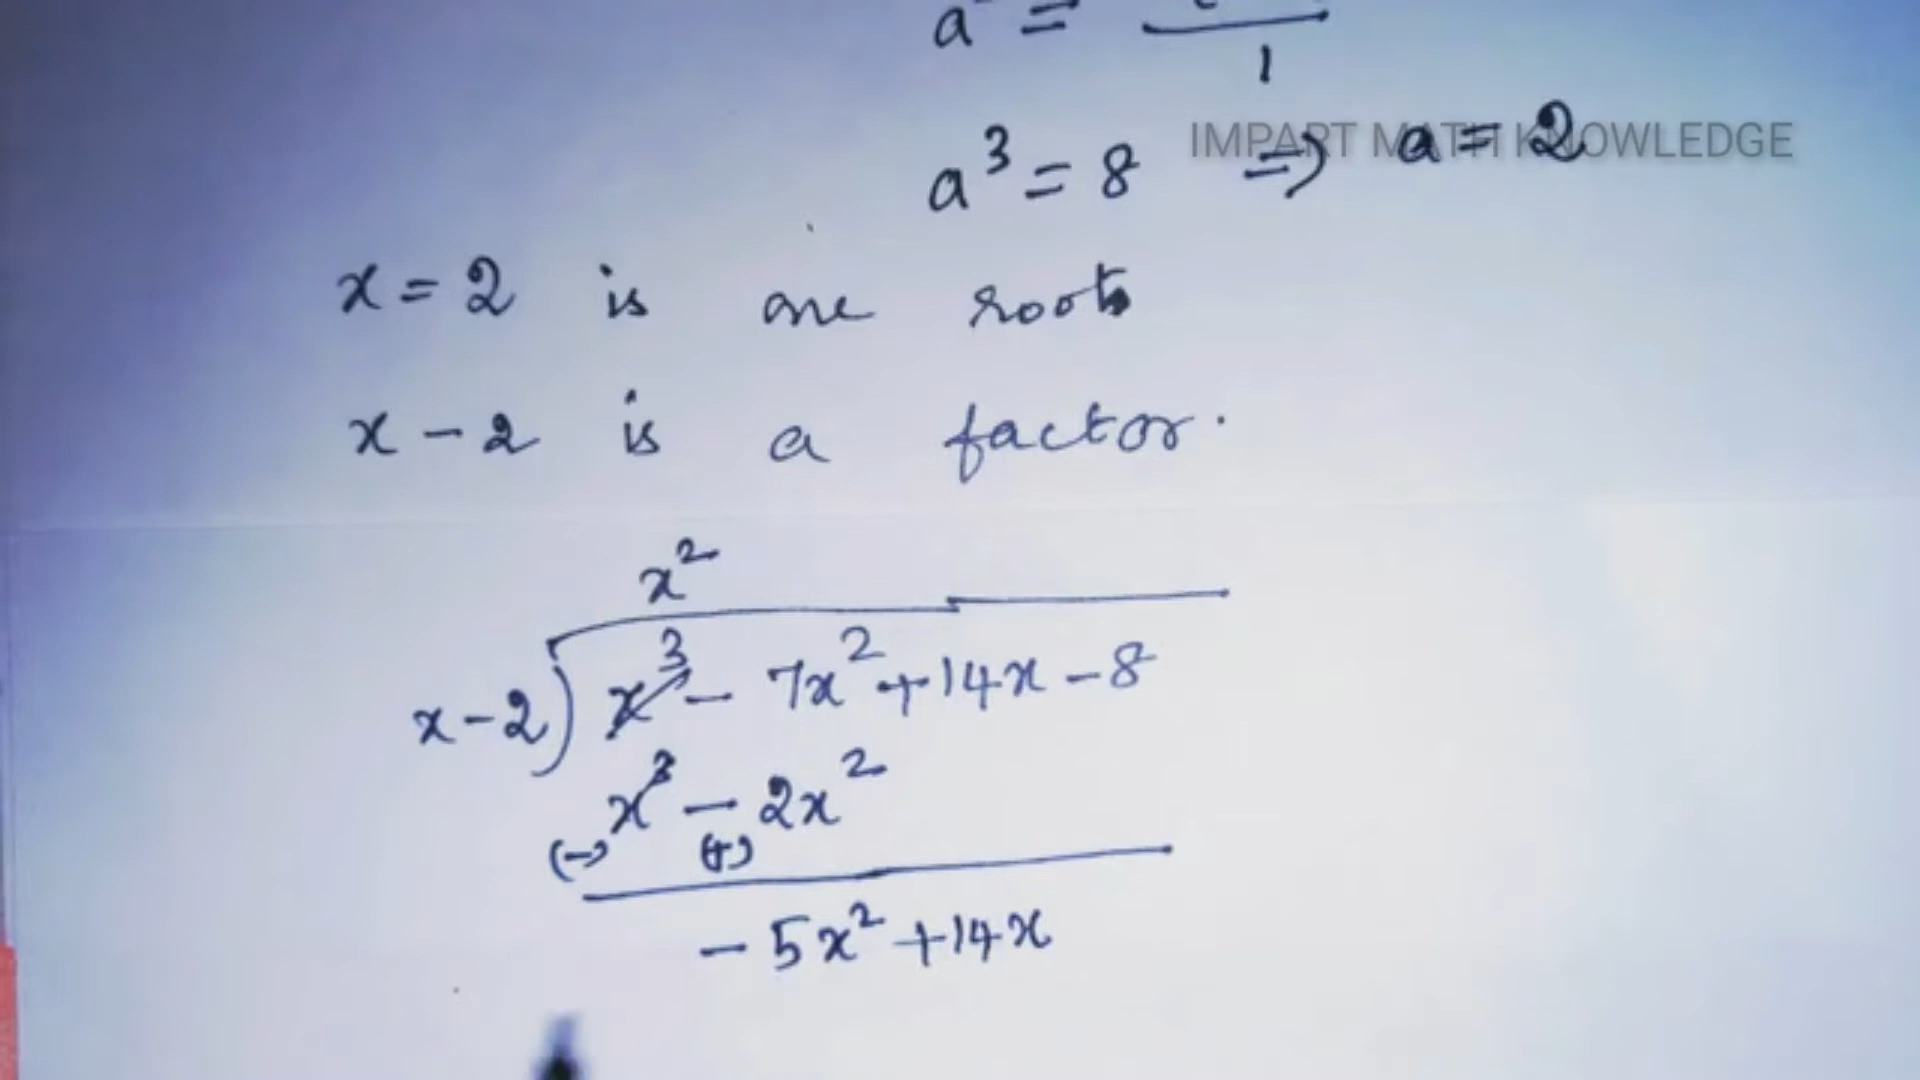 a =
1
a³ = 8 ⇒ a = 2
IMPART MATH KNOWLEDGE
x = 2 is one root
x - 2 is a factor.
x²
x-2) x³ - 7x² + 14x - 8
x³ - 2x²
(-) (+)
- 5x² + 14x